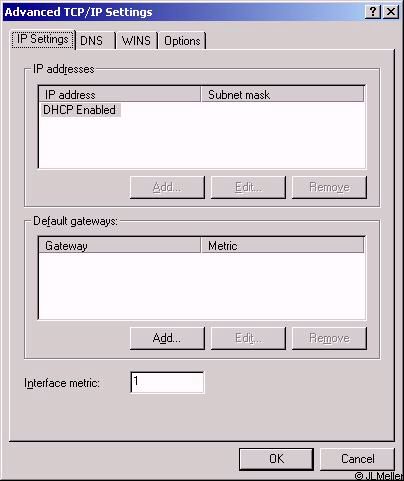 Advanced TCP/IP Settings
IP Settings DNS WINS Options
IP addresses
IP address Subnet mask
DHCP Enabled
Add... Edit... Remove
Default gateways:
Gateway Metric
Add... Edit... Remove
Interface metric: 1
OK Cancel
© JLMeller